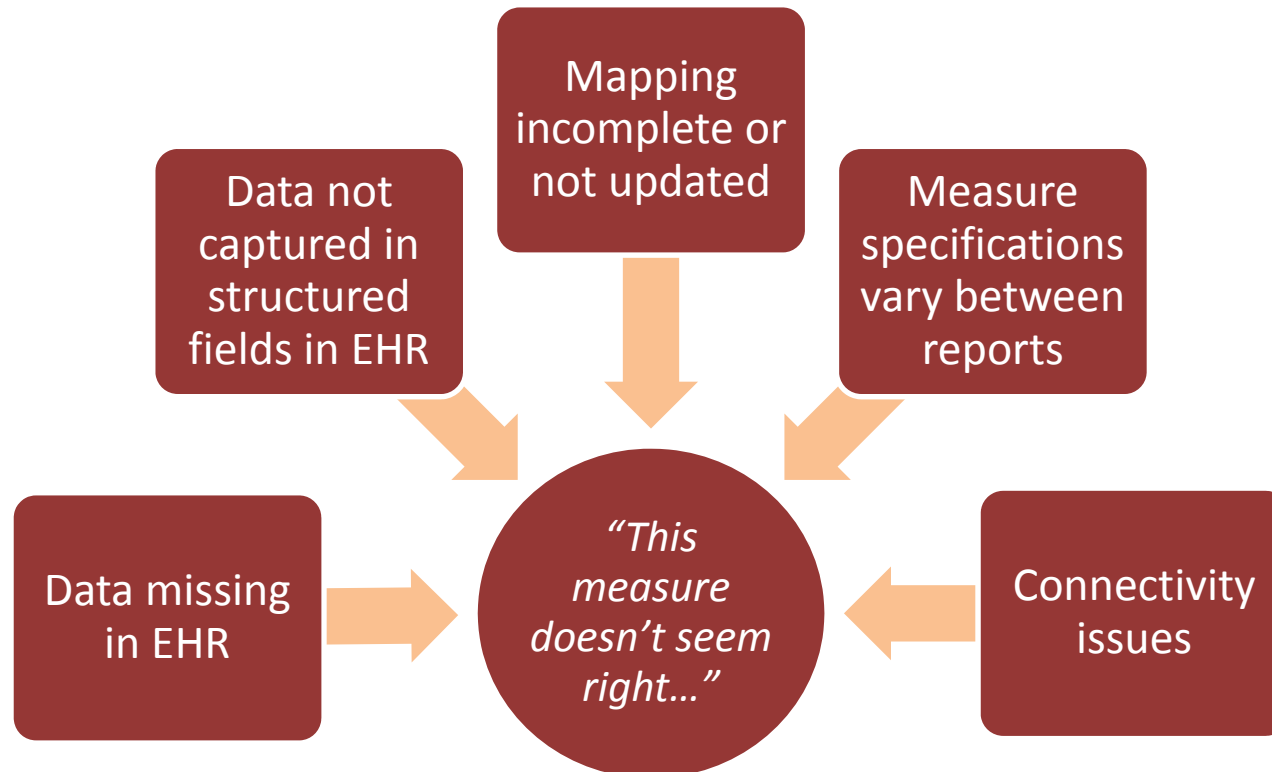 Mapping
incomplete or
not updated
Data not
captured in
structured
fields in EHR
Measure
specifications
vary between
reports
Data missing
in EHR
“This
measure
doesn’t seem
right…”
Connectivity
issues